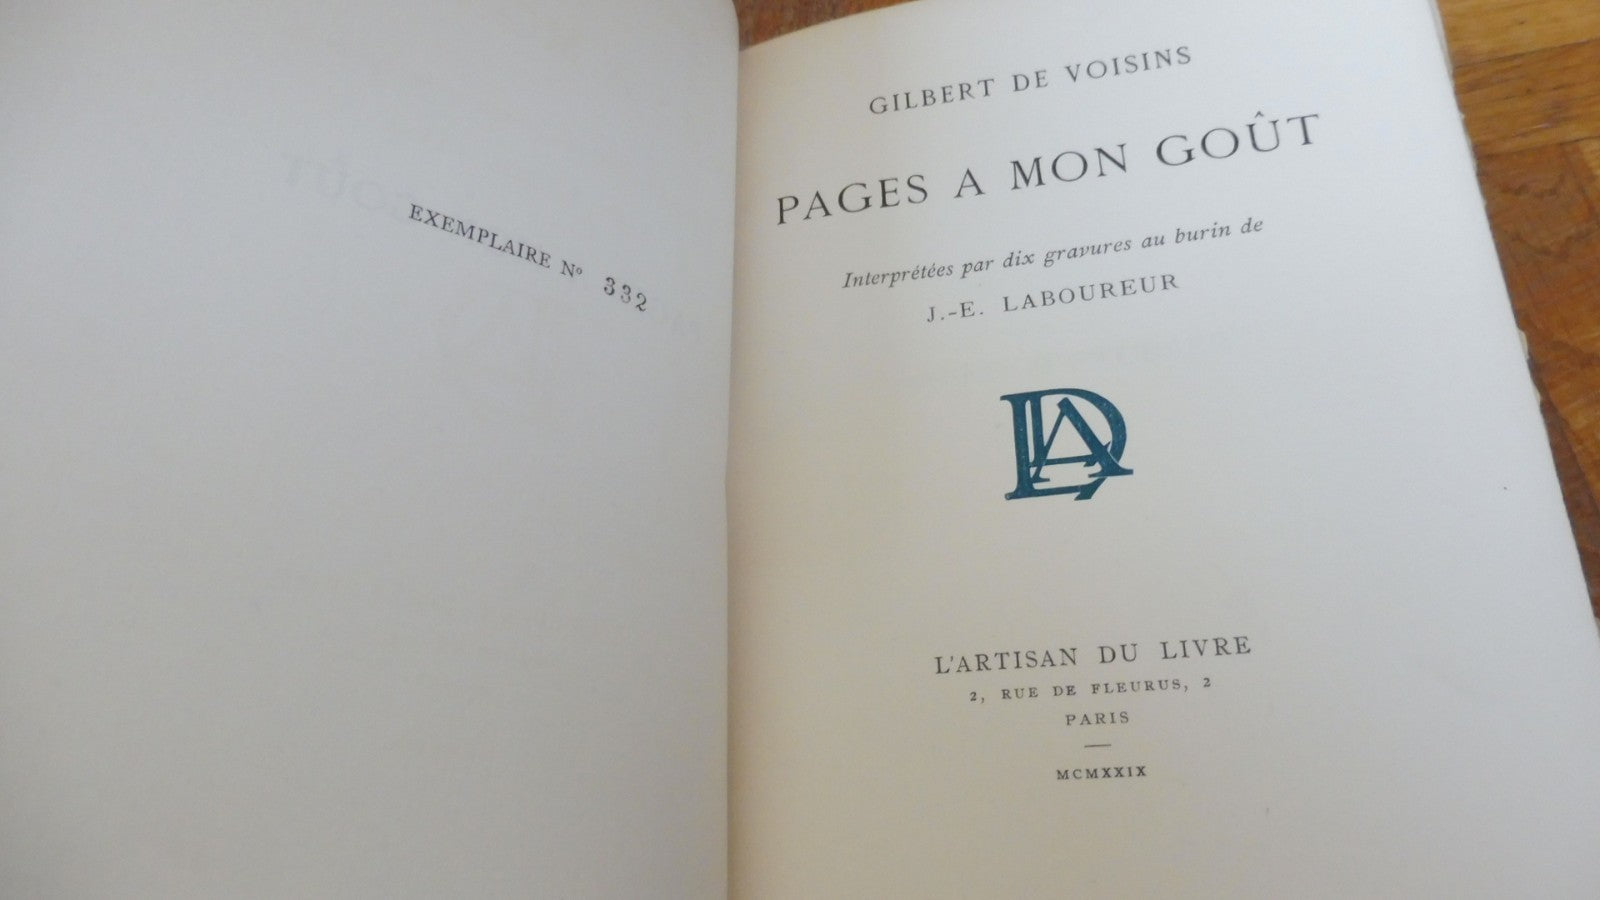 EXEMPLAIRE Nº 332
GILBERT DE VOISINS
PAGES A MON GOÛT
Interprétées par dix gravures au burin de
J.-E. LABOUREUR
L'ARTISAN DU LIVRE
2, RUE DE FLEURUS, 2
PARIS
MCMXXIX